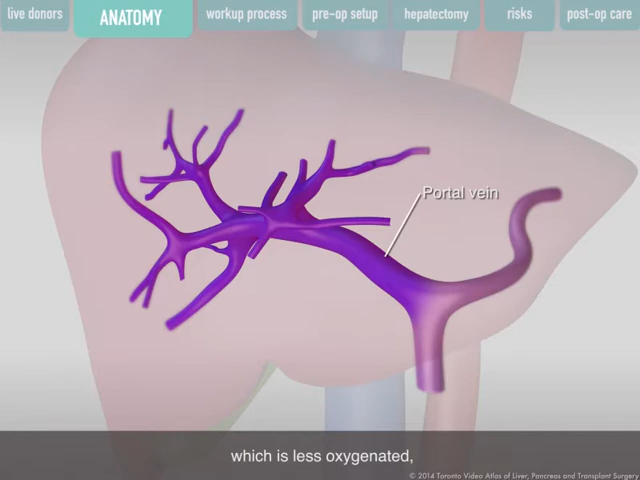 live donors
ANATOMY
workup process
pre-op setup
hepatectomy
risks
post-op care
Portal vein
which is less oxygenated,
© 2014 Toronto Video Atlas of Liver, Pancreas and Transplant Surgery